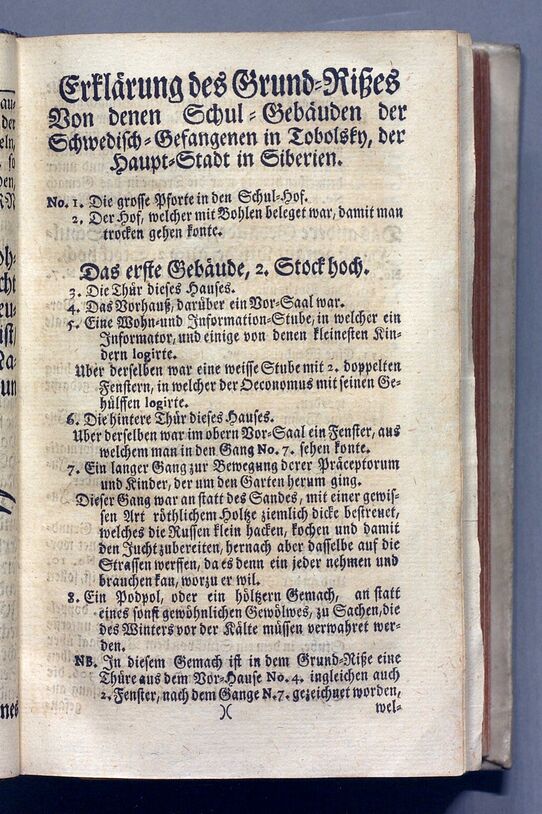 Erklärung des Grund-Rißes
Von denen Schul-Gebäuden der
Schwedisch-Gefangenen in Tobolsky, der
Haupt-Stadt in Siberien.
No. 1. Die grosse Pforte in den Schul-Hof.
2. Der Hof, welcher mit Bohlen beleget war, damit man
trocken gehen konte.
Das erste Gebäude, 2. Stock hoch.
3. Die Thür dieses Hauses.
4. Das Vorhauß, darüber ein Vor-Saal war.
5. Eine Wohn-und Information-Stube, in welcher ein
Informator, und einige von denen kleinesten Kin-
dern logirte.
Uber derselben war eine weisse Stube mit 2. doppelten
Fenstern, in welcher der Oeconomus mit seinen Ge-
hülffen logirte.
6. Die hintere Thür dieses Hauses.
Uber derselben war im obern Vor-Saal ein Fenster, aus
welchem man in den Gang No. 7. sehen konte.
7. Ein langer Gang zur Bewegung derer Präceptorum
und Kinder, der um den Garten herum ging.
Dieser Gang war an statt des Sandes, mit einer gewis-
sen Art röthlichem Holtze ziemlich dicke bestreuet,
welches die Russen klein hacken, kochen und damit
den Jucht zubereiten, hernach aber dasselbe auf die
Strassen werffen, da es denn ein jeder nehmen und
brauchen kan, worzu er wil.
8. Ein Podpol, oder ein höltzern Gemach, an statt
eines sonst gewöhnlichen Gewölwes, zu Sachen, die
des Winters vor der Kälte müssen verwahret wer-
den.
NB. In diesem Gemach ist in dem Grund-Riße eine
Thüre aus dem Vor-Hause No. 4. ingleichen auch
2. Fenster, nach dem Gange N. 7. gezeichnet worden,
)( wel-